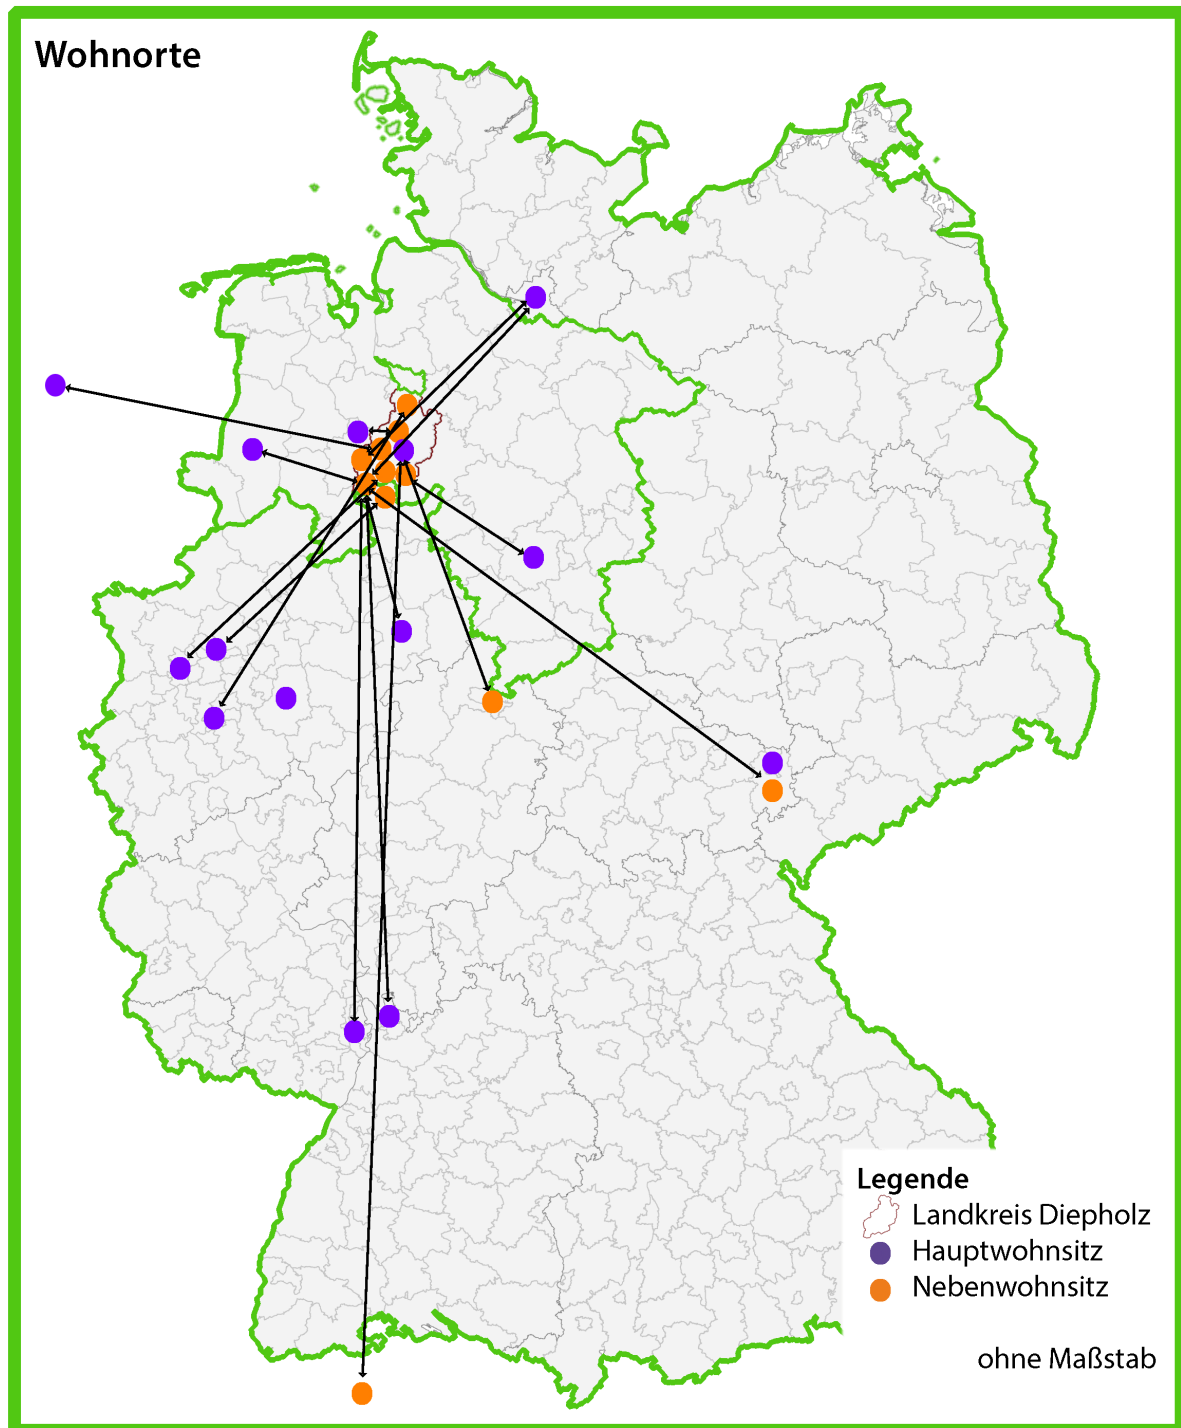 Wohnorte
Legende
Landkreis Diepholz
Hauptwohnsitz
Nebenwohnsitz
ohne Maßstab